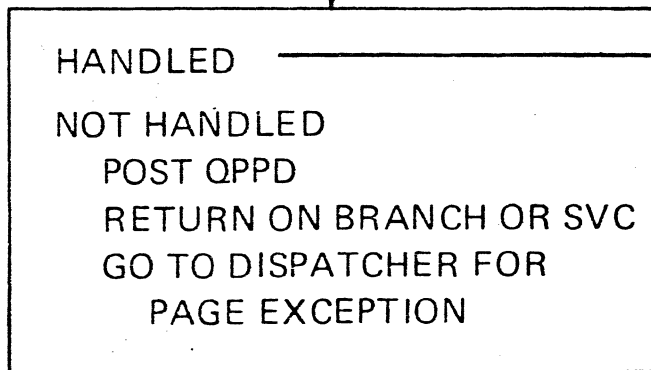 HANDLED
NOT HANDLED
POST QPPD
RETURN ON BRANCH OR SVC
GO TO DISPATCHER FOR
PAGE EXCEPTION